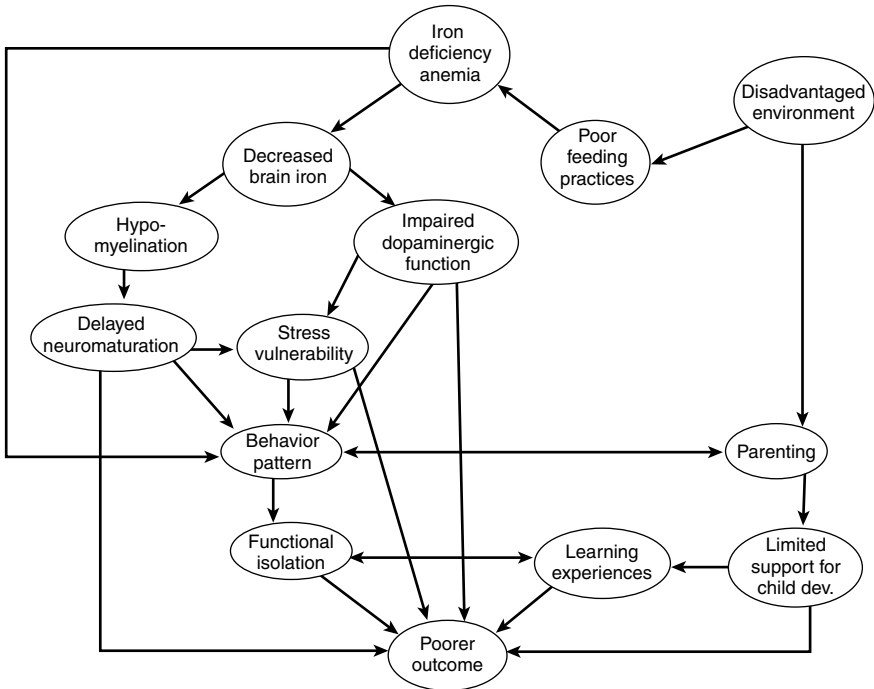 Iron
deficiency
anemia
Disadvantaged
environment
Poor
feeding
practices
Decreased
brain iron
Hypo-
myelination
Impaired
dopaminergic
function
Delayed
neuromaturation
Stress
vulnerability
Behavior
pattern
Parenting
Functional
isolation
Learning
experiences
Limited
support for
child dev.
Poorer
outcome